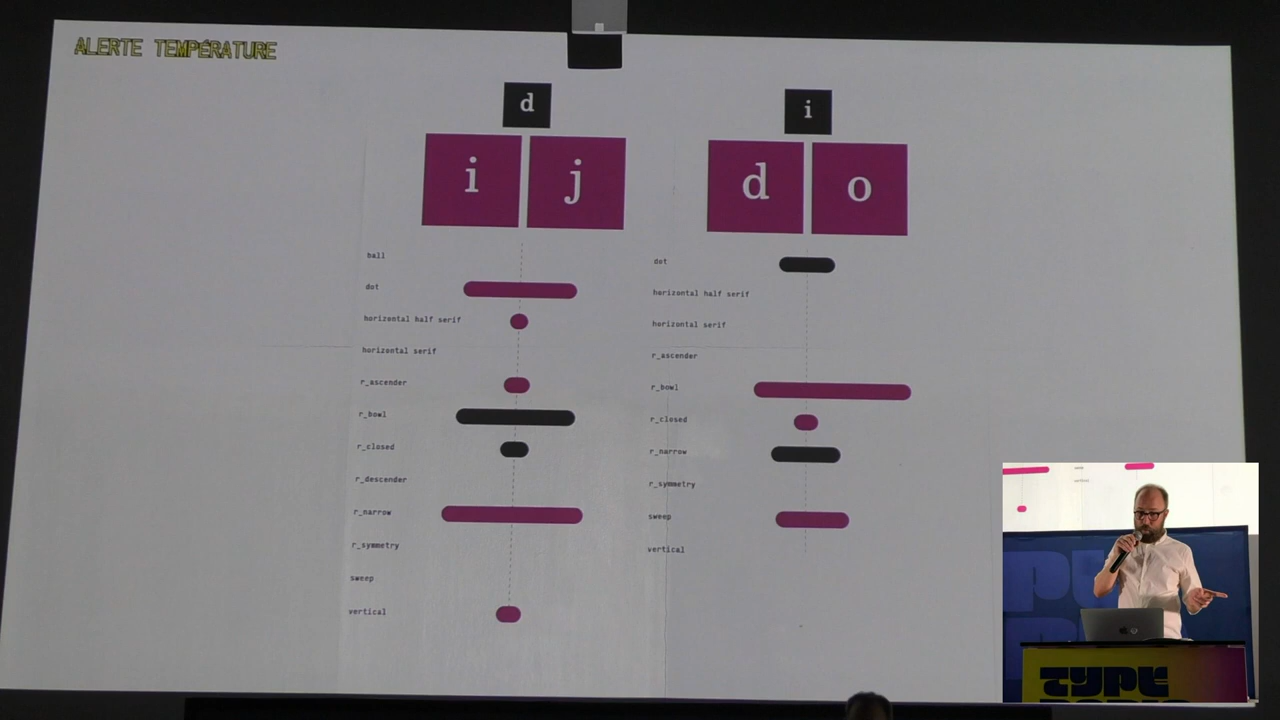 ALERTE TEMPÉRATURE
d
i j
ball
dot
horizontal half serif
horizontal serif
r_ascender
r_bowl
r_closed
r_descender
r_narrow
r_symmetry
sweep
vertical
i
d o
dot
horizontal half serif
horizontal serif
r_ascender
r_bowl
r_closed
r_narrow
r_symmetry
sweep
vertical
TYPE